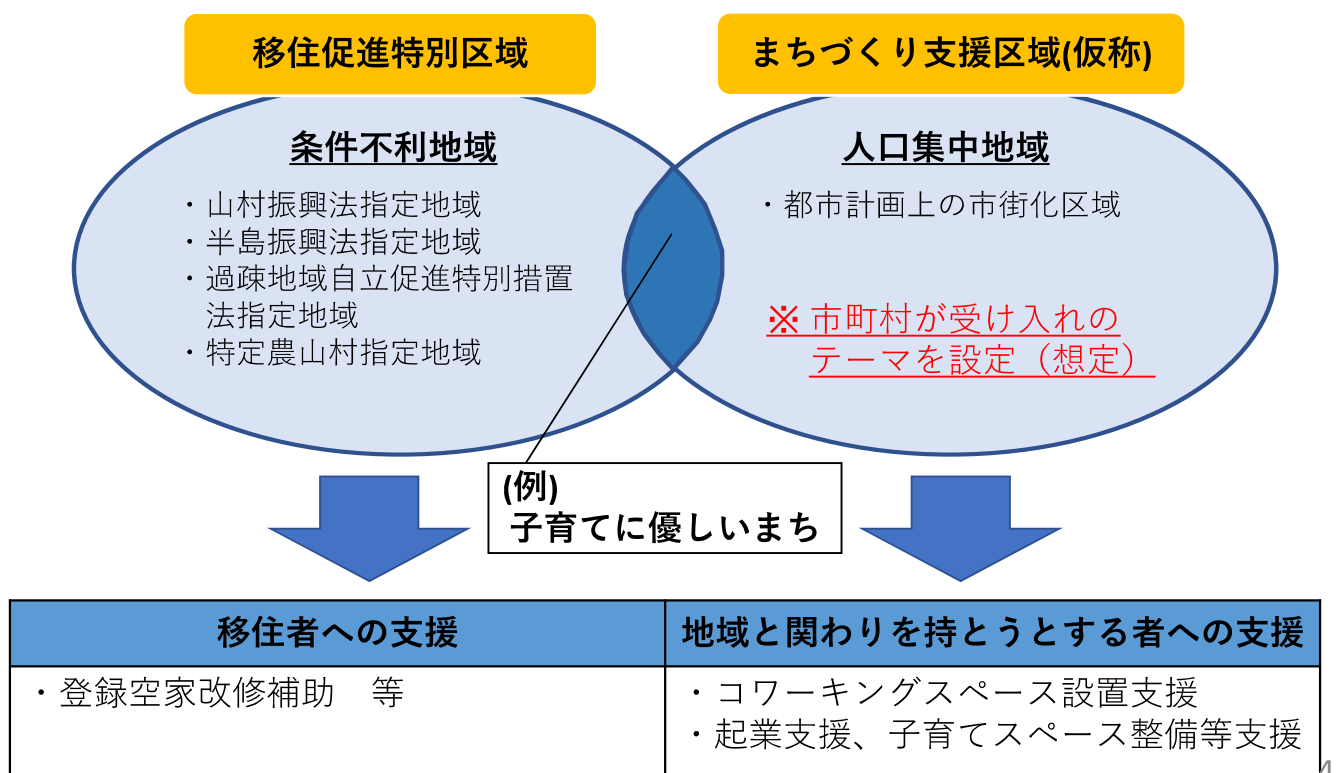 移住促進特別区域
まちづくり支援区域(仮称)
条件不利地域
・山村振興法指定地域
・半島振興法指定地域
・過疎地域自立促進特別措置
法指定地域
・特定農山村指定地域
人口集中地域
・都市計画上の市街化区域
※ 市町村が受け入れの
テーマを設定（想定）
(例)
子育てに優しいまち
移住者への支援
地域と関わりを持とうとする者への支援
・登録空家改修補助　等
・コワーキングスペース設置支援
・起業支援、子育てスペース整備等支援